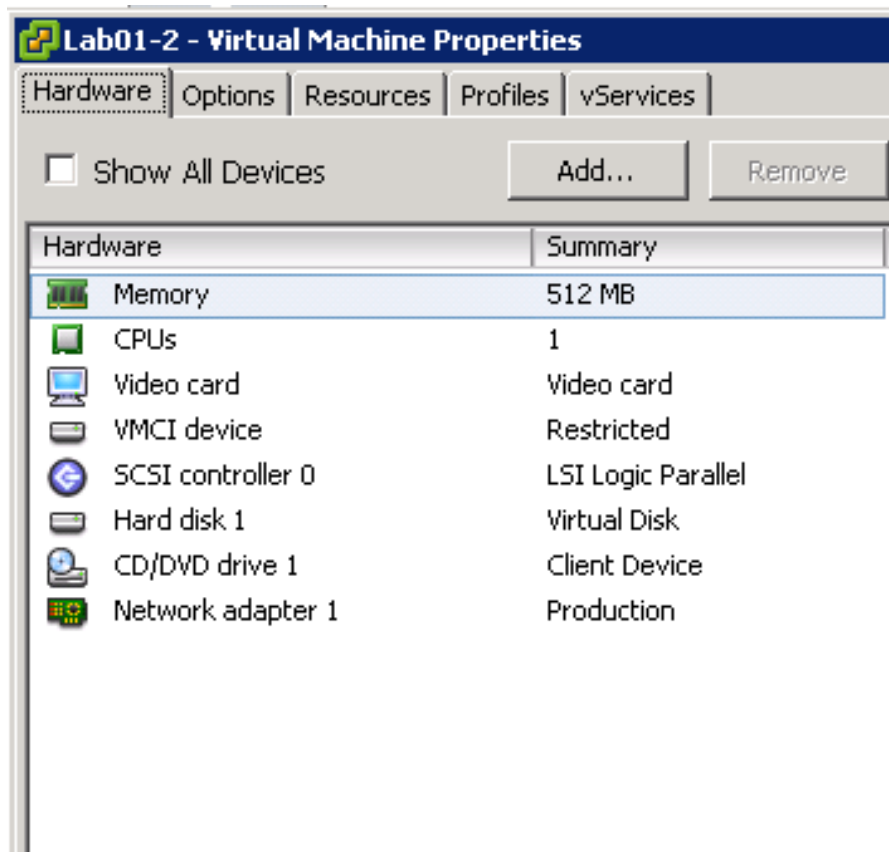 Lab01-2 - Virtual Machine Properties
Hardware Options Resources Profiles vServices
Show All Devices Add... Remove
Hardware Summary
Memory 512 MB
CPUs 1
Video card Video card
VMCI device Restricted
SCSI controller 0 LSI Logic Parallel
Hard disk 1 Virtual Disk
CD/DVD drive 1 Client Device
Network adapter 1 Production